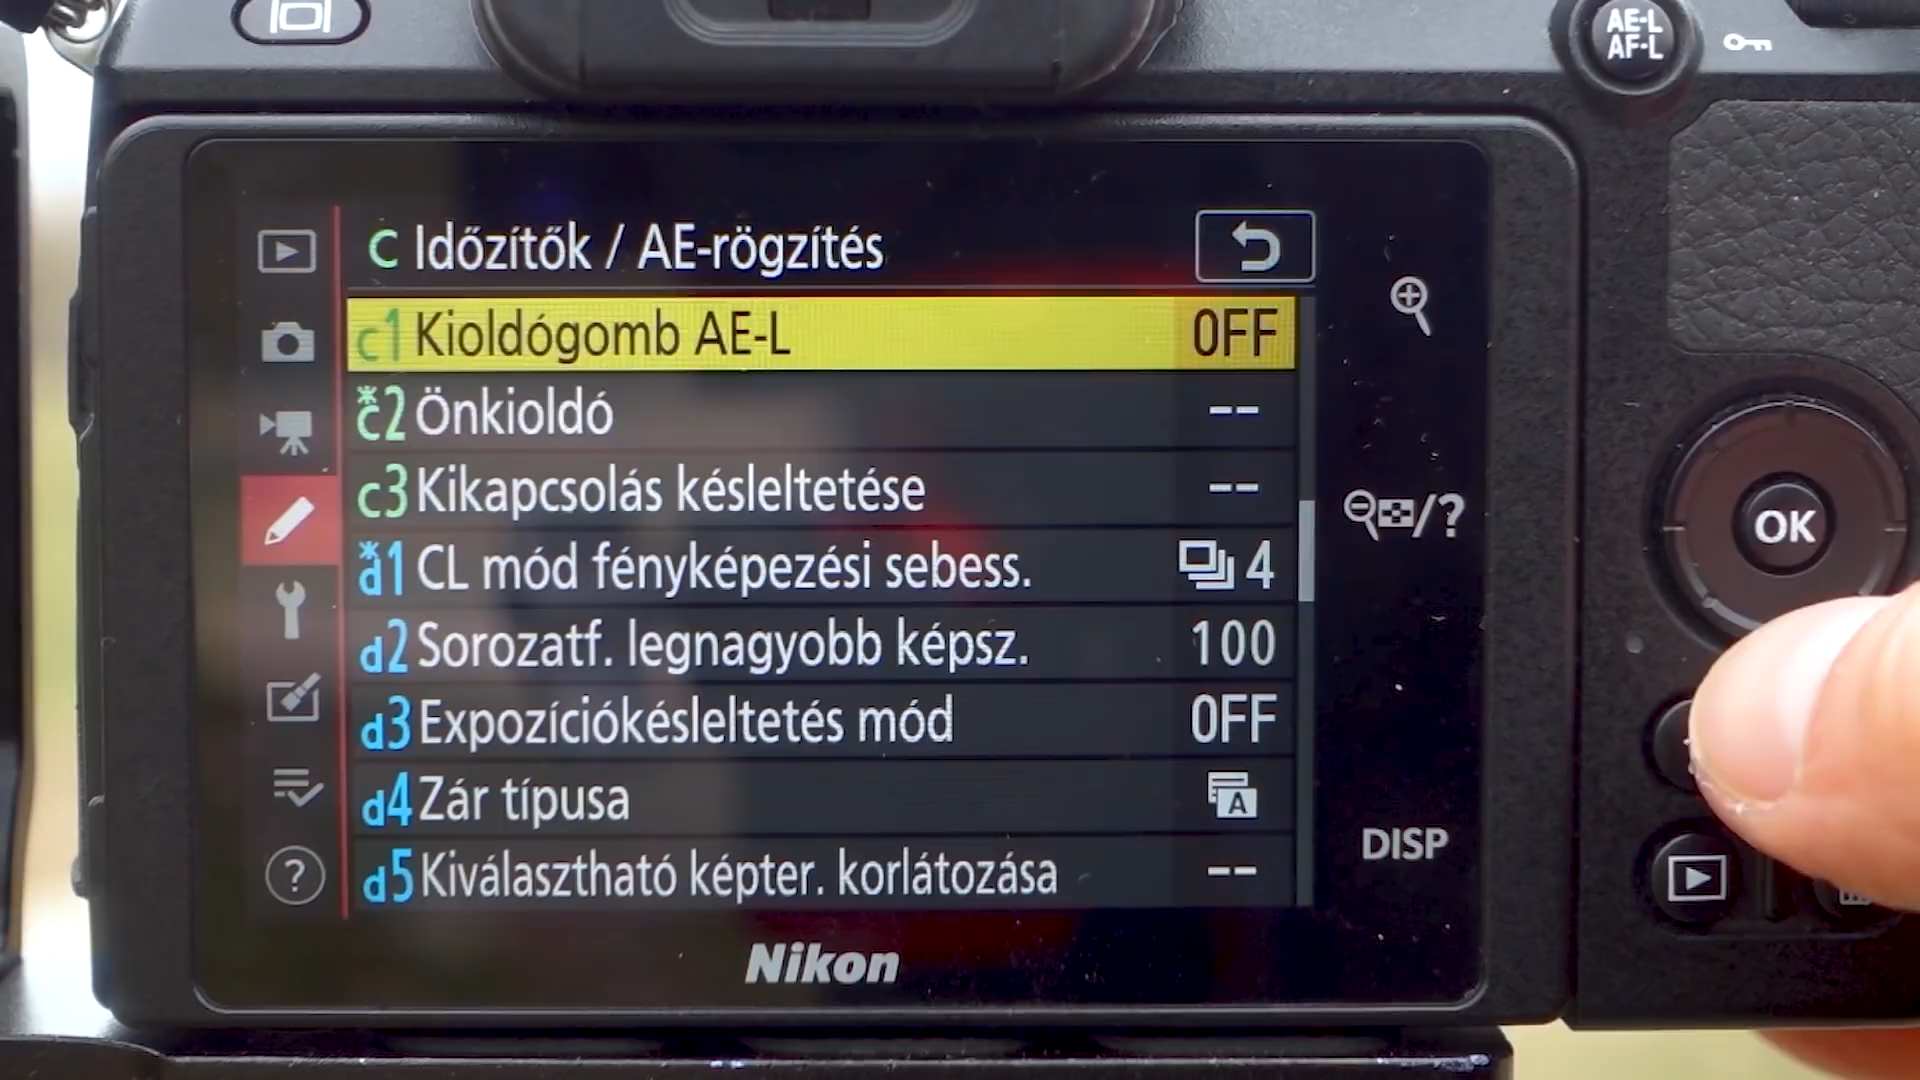 AE-L
AF-L
C Időzítők / AE-rögzítés
c1 Kioldógomb AE-L OFF
*c2 Önkioldó --
c3 Kikapcsolás késleltetése --
*d1 CL mód fényképezési sebess. 4
d2 Sorozatf. legnagyobb képsz. 100
d3 Expozíciókésleltetés mód OFF
d4 Zár típusa A
d5 Kiválasztható képter. korlátozása --
?
/?
OK
DISP
Nikon